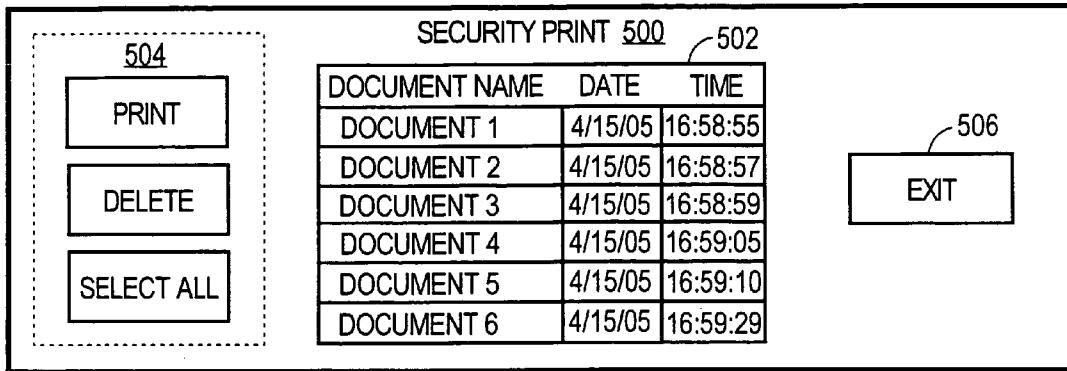 SECURITY PRINT 500
502
504
PRINT
DELETE
SELECT ALL
DOCUMENT NAME DATE TIME
DOCUMENT 1 4/15/05 16:58:55
DOCUMENT 2 4/15/05 16:58:57
DOCUMENT 3 4/15/05 16:58:59
DOCUMENT 4 4/15/05 16:59:05
DOCUMENT 5 4/15/05 16:59:10
DOCUMENT 6 4/15/05 16:59:29
506
EXIT